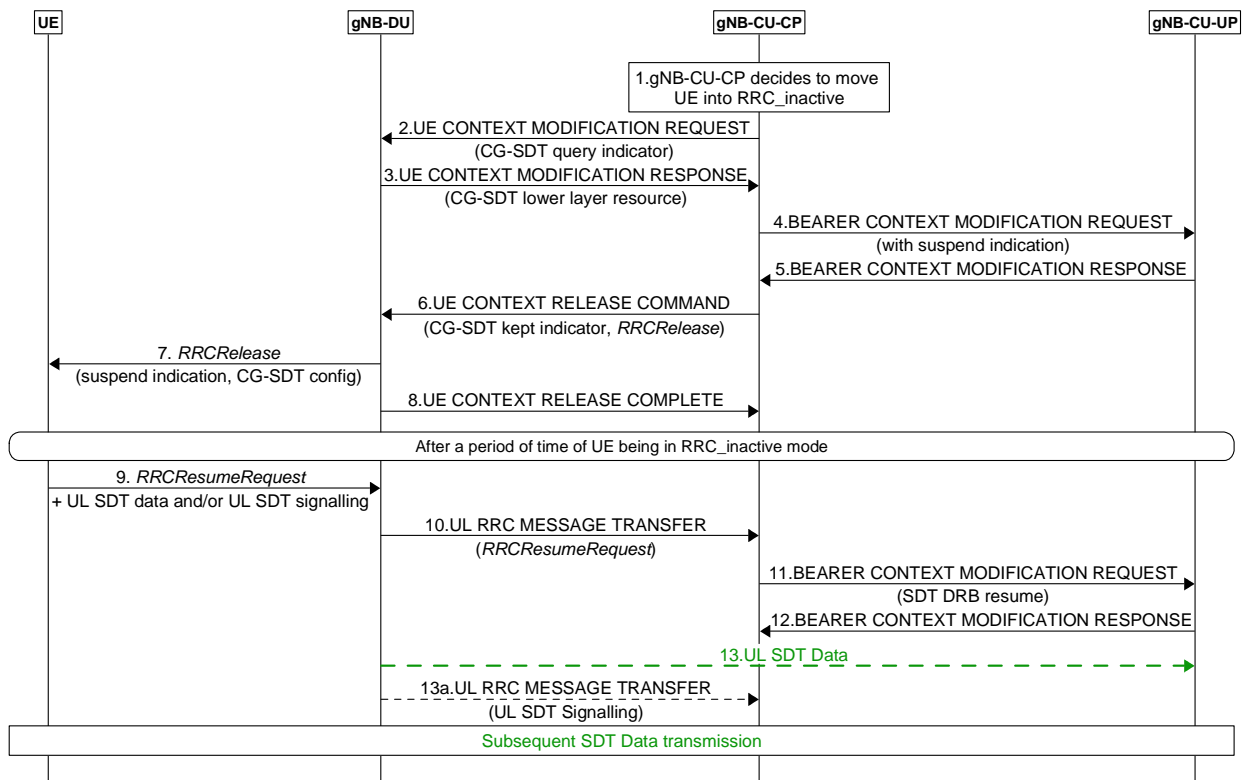 UE gNB-DU gNB-CU-CP gNB-CU-UP
1.gNB-CU-CP decides to move
UE into RRC_inactive
2.UE CONTEXT MODIFICATION REQUEST
(CG-SDT query indicator)
3.UE CONTEXT MODIFICATION RESPONSE
(CG-SDT lower layer resource)
4.BEARER CONTEXT MODIFICATION REQUEST
(with suspend indication)
5.BEARER CONTEXT MODIFICATION RESPONSE
6.UE CONTEXT RELEASE COMMAND
(CG-SDT kept indicator, RRCRelease)
7. RRCRelease
(suspend indication, CG-SDT config)
8.UE CONTEXT RELEASE COMPLETE
After a period of time of UE being in RRC_inactive mode
9. RRCResumeRequest
+ UL SDT data and/or UL SDT signalling
10.UL RRC MESSAGE TRANSFER
(RRCResumeRequest)
11.BEARER CONTEXT MODIFICATION REQUEST
(SDT DRB resume)
12.BEARER CONTEXT MODIFICATION RESPONSE
13.UL SDT Data
13a.UL RRC MESSAGE TRANSFER
(UL SDT Signalling)
Subsequent SDT Data transmission